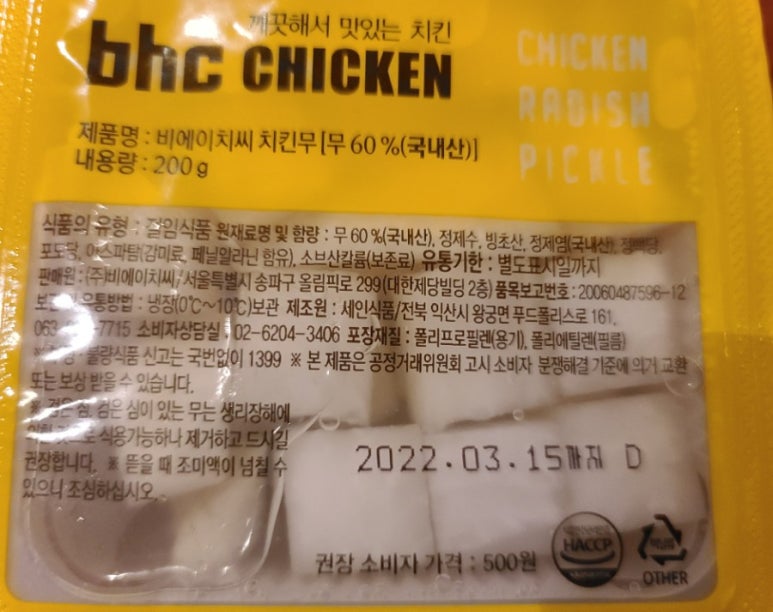 깨끗해서 맛있는 치킨
bhc CHICKEN
CHICKEN
RADISH
PICKLE
제품명 : 비에이치씨 치킨무 [무 60 %(국내산)]
내용량 : 200 g
식품의 유형 : 절임식품 원재료명 및 함량 : 무 60 %(국내산), 정제수, 빙초산, 정제염(국내산), 정백당,
포도당, 아스파탐(감미료, 페닐알라닌 함유), 소브산칼륨(보존료) 유통기한 : 별도표시일까지
판매원 : (주)비에이치씨/서울특별시 송파구 올림픽로 299(대한제당빌딩 2층) 품목보고번호 : 20060487596-12
보관 및 유통방법 : 냉장(0℃~10℃)보관 제조원 : 세인식품/전북 익산시 왕궁면 푸드폴리스로 161,
7715 소비자상담실 : 02-6204-3406 포장재질 : 폴리프로필렌(용기), 폴리에틸렌(필름)
불량식품 신고는 국번없이 1399 ※ 본 제품은 공정거래위원회 고시 소비자 분쟁해결 기준에 의거 교환
또는 보상 받을 수 있습니다.
※ 검은 점, 검은 심이 있는 무는 생리장해에
의한 것으로 식용가능하나 제거하고 드시길
권장합니다. ※ 뜯을 때 조미액이 넘칠 수
있으니 조심하십시오.
2022.03.15까지 D
권장 소비자 가격 : 500원
HACCP
OTHER